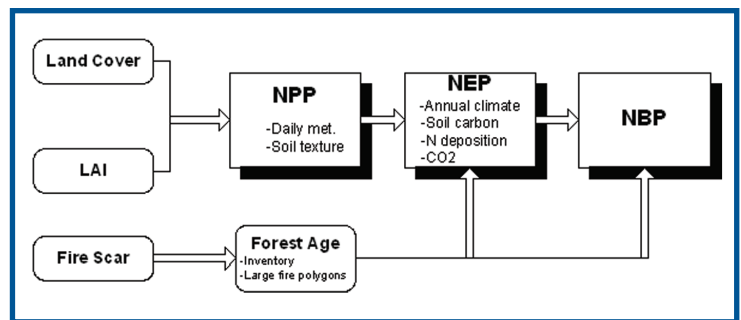 Land Cover
LAI
NPP
-Daily met.
-Soil texture
NEP
-Annual climate
-Soil carbon
-N deposition
-CO2
NBP
Fire Scar
Forest Age
-Inventory
-Large fire polygons